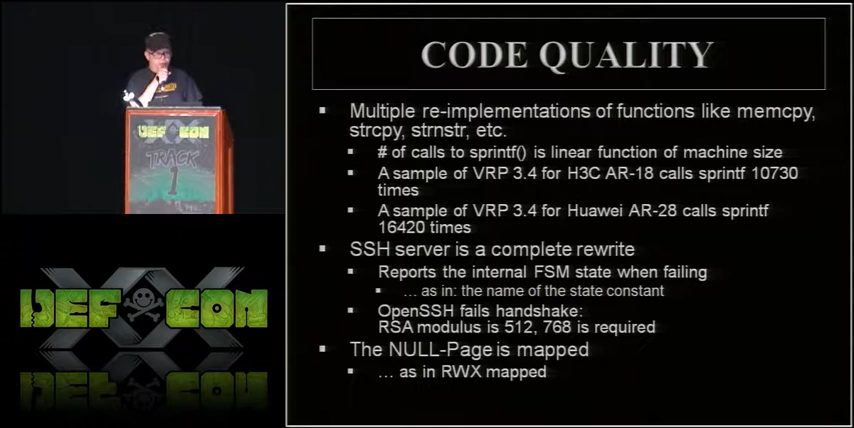 DEF CON
TRACK
1
XX
DEF CON
CODE QUALITY
Multiple re-implementations of functions like memcpy,
strcpy, strnstr, etc.
# of calls to sprintf() is linear function of machine size
A sample of VRP 3.4 for H3C AR-18 calls sprintf 10730
times
A sample of VRP 3.4 for Huawei AR-28 calls sprintf
16420 times
SSH server is a complete rewrite
Reports the internal FSM state when failing
… as in: the name of the state constant
OpenSSH fails handshake:
RSA modulus is 512, 768 is required
The NULL-Page is mapped
… as in RWX mapped